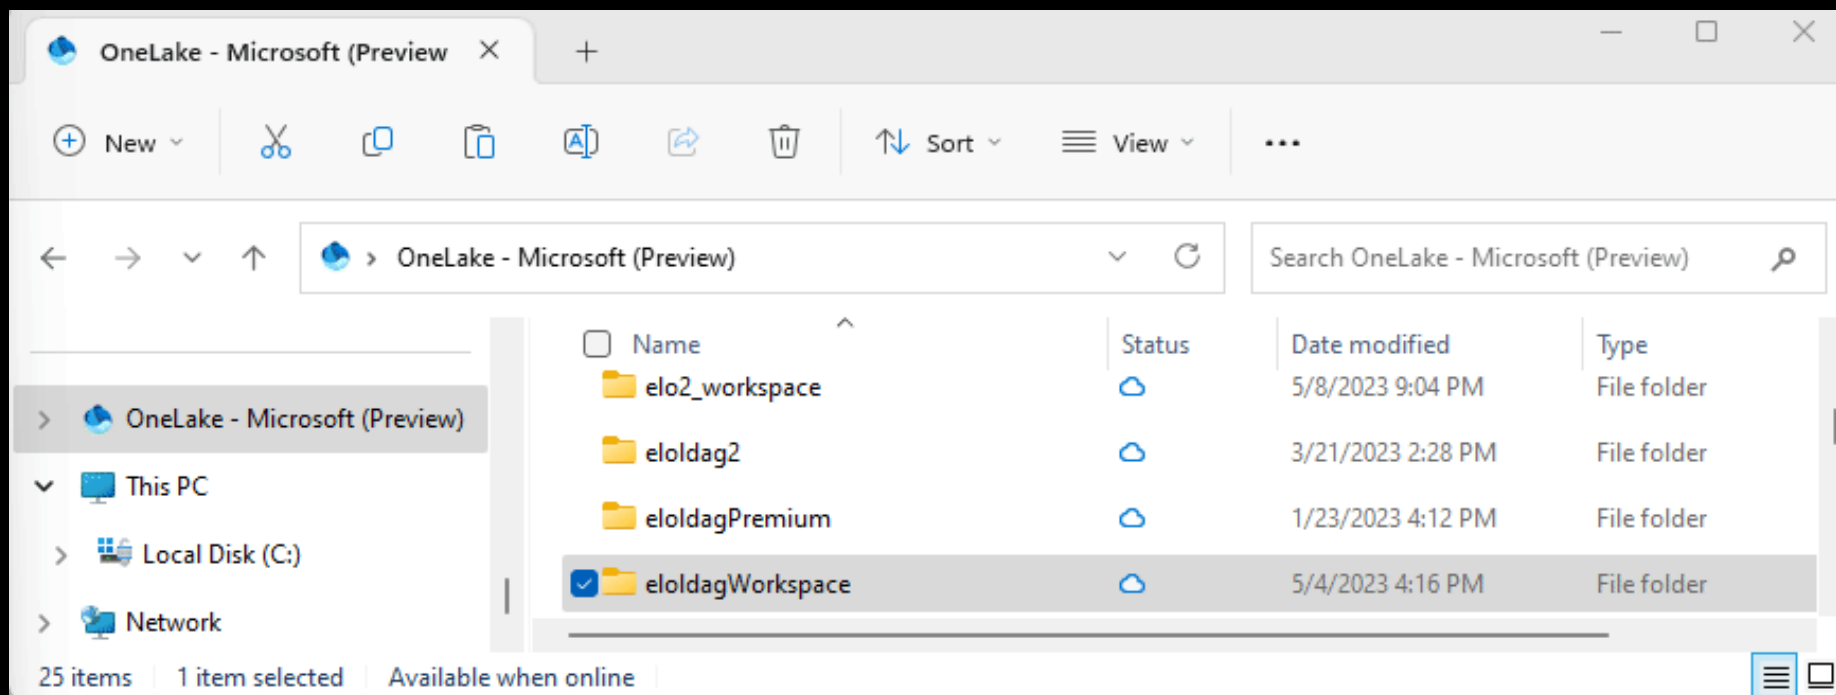 OneLake - Microsoft (Preview
New Sort View
OneLake - Microsoft (Preview) Search OneLake - Microsoft (Preview)
Name Status Date modified Type
elo2_workspace 5/8/2023 9:04 PM File folder
OneLake - Microsoft (Preview)
eloldag2 3/21/2023 2:28 PM File folder
This PC
eloldagPremium 1/23/2023 4:12 PM File folder
Local Disk (C:)
eloldagWorkspace 5/4/2023 4:16 PM File folder
Network
25 items 1 item selected Available when online